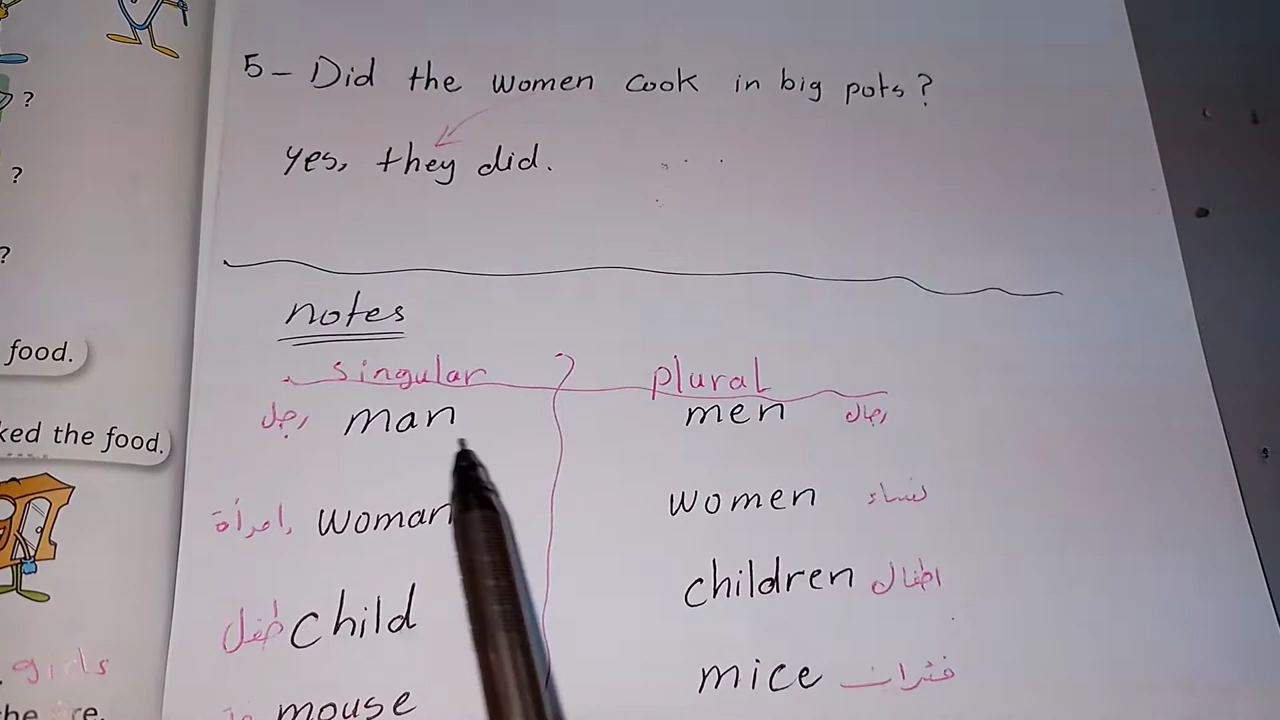 5- Did the women cook in big pots?
yes, they did.
notes
singular plural
رجل man men رجال
امرأة woman women نساء
طفل child children اطفال
mouse mice فئران
?
?
?
food.
ked the food.
girls